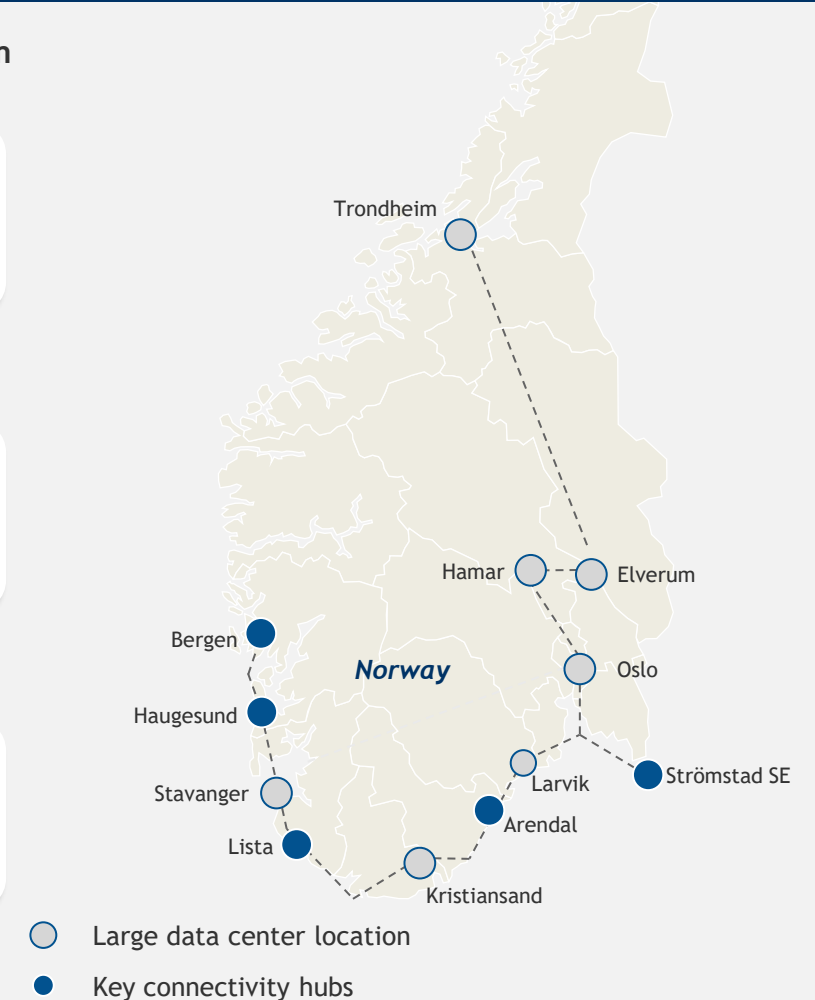 Trondheim
Hamar
Elverum
Bergen
Norway
Oslo
Haugesund
Strömstad SE
Larvik
Stavanger
Arendal
Lista
Kristiansand
Large data center location
Key connectivity hubs